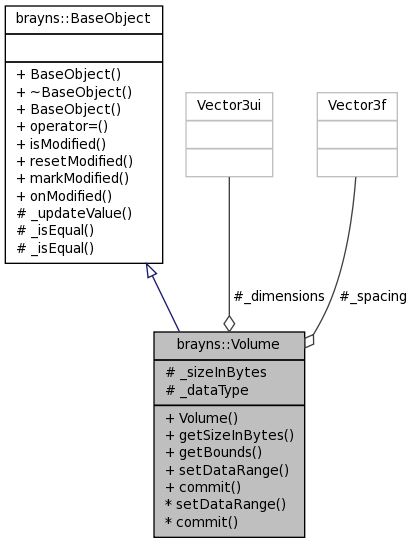 brayns::BaseObject
+ BaseObject()
+ ~BaseObject()
+ BaseObject()
+ operator=()
+ isModified()
+ resetModified()
+ markModified()
+ onModified()
# _updateValue()
# _isEqual()
# _isEqual()
Vector3ui
Vector3f
#_dimensions
#_spacing
brayns::Volume
# _sizeInBytes
# _dataType
+ Volume()
+ getSizeInBytes()
+ getBounds()
+ setDataRange()
+ commit()
* setDataRange()
* commit()